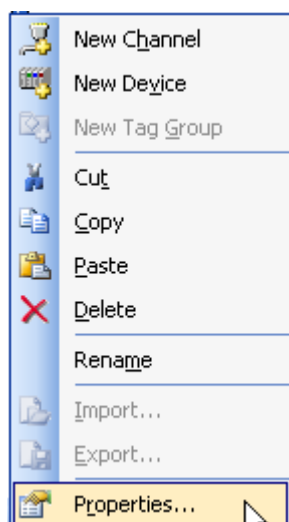 New Channel
New Device
New Tag Group
Cut
Copy
Paste
Delete
Rename
Import...
Export...
Properties...